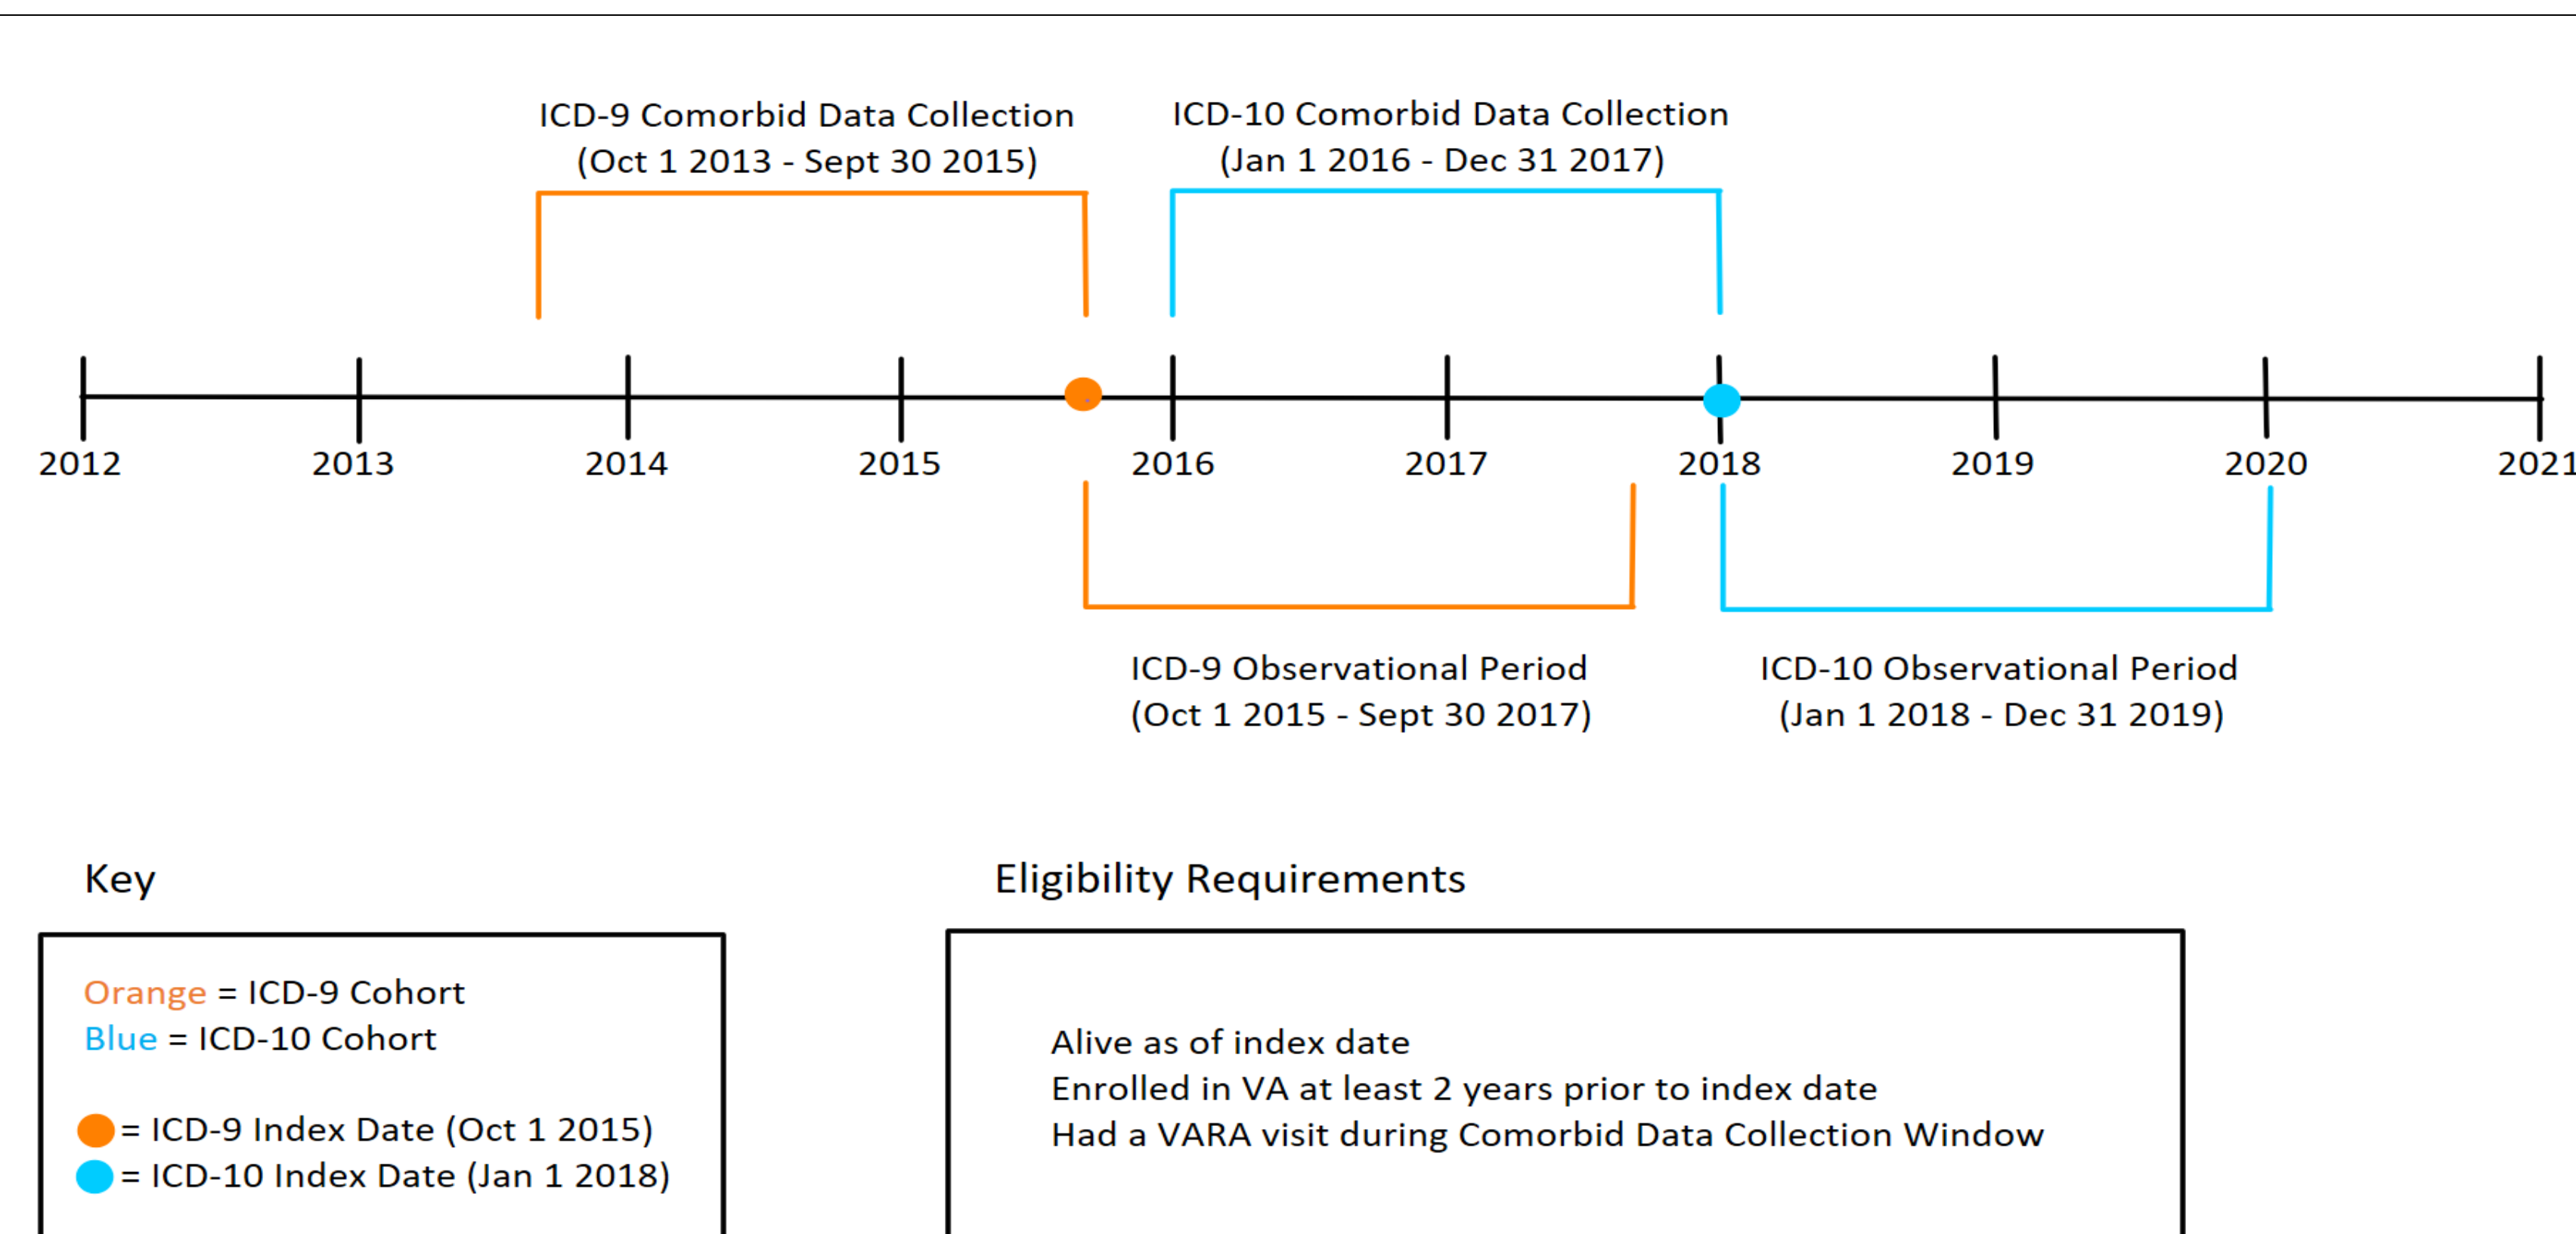 ICD-9 Comorbid Data Collection
(Oct 1 2013 - Sept 30 2015)
ICD-10 Comorbid Data Collection
(Jan 1 2016 - Dec 31 2017)
2012
2013
2014
2015
2016
2017
2018
2019
2020
2021
ICD-9 Observational Period
(Oct 1 2015 - Sept 30 2017)
ICD-10 Observational Period
(Jan 1 2018 - Dec 31 2019)
Key
Orange = ICD-9 Cohort
Blue = ICD-10 Cohort
= ICD-9 Index Date (Oct 1 2015)
= ICD-10 Index Date (Jan 1 2018)
Eligibility Requirements
Alive as of index date
Enrolled in VA at least 2 years prior to index date
Had a VARA visit during Comorbid Data Collection Window